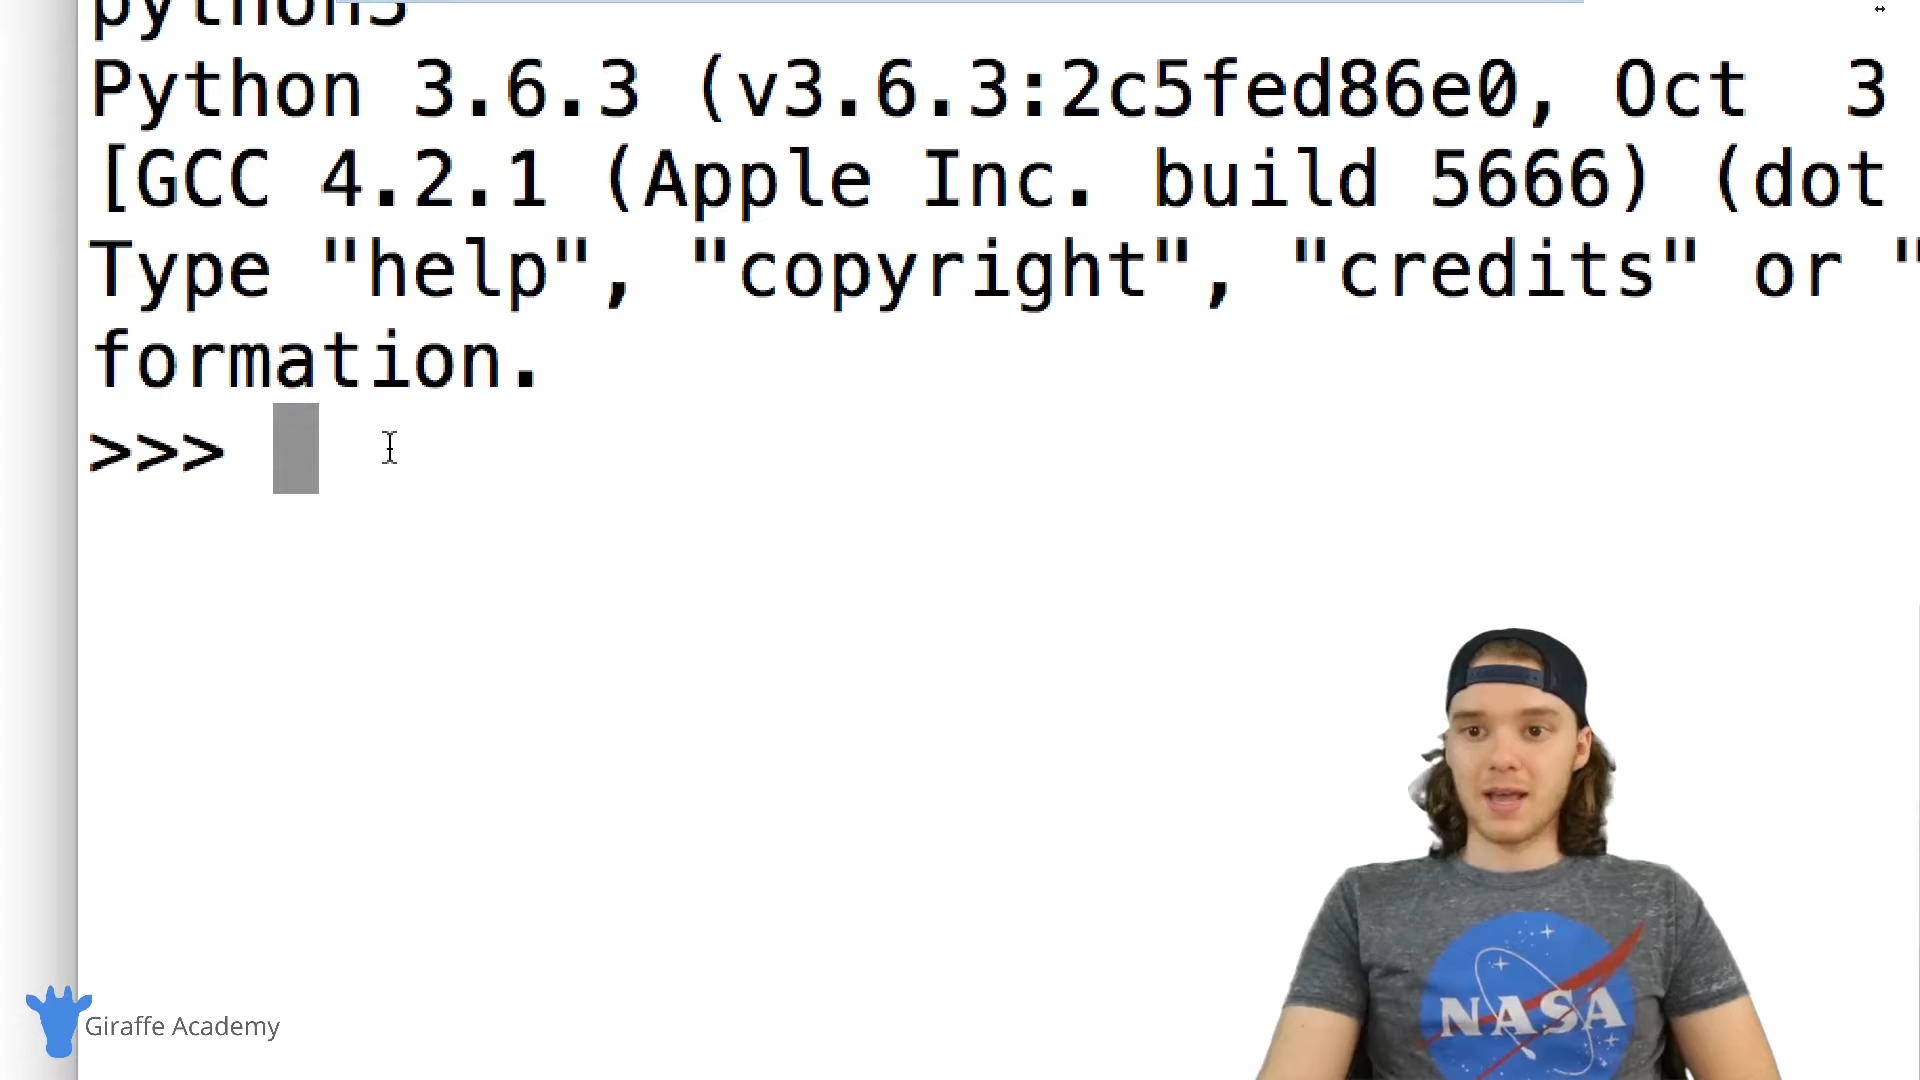 python3
Python 3.6.3 (v3.6.3:2c5fed86e0, Oct  3
[GCC 4.2.1 (Apple Inc. build 5666) (dot
Type "help", "copyright", "credits" or "
formation.
>>>
NASA
Giraffe Academy